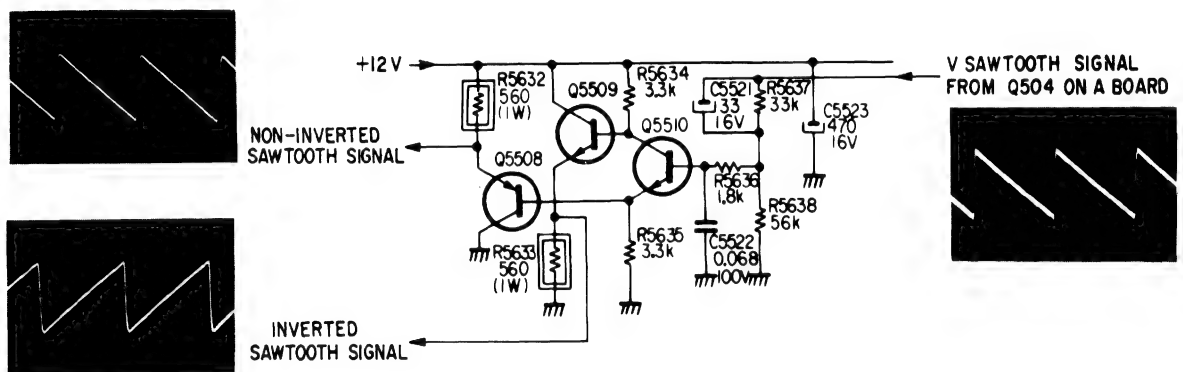 +12V
R5632
560
(1W)
Q5509
R5634
3.3k
C5521
33
16V
R5637
33k
C5523
470
16V
V SAWTOOTH SIGNAL
FROM Q504 ON A BOARD
NON-INVERTED
SAWTOOTH SIGNAL
Q5508
Q5510
R5636
1.8k
R5638
56k
R5633
560
(1W)
R5635
3.3k
C5522
0.068
100V
INVERTED
SAWTOOTH SIGNAL